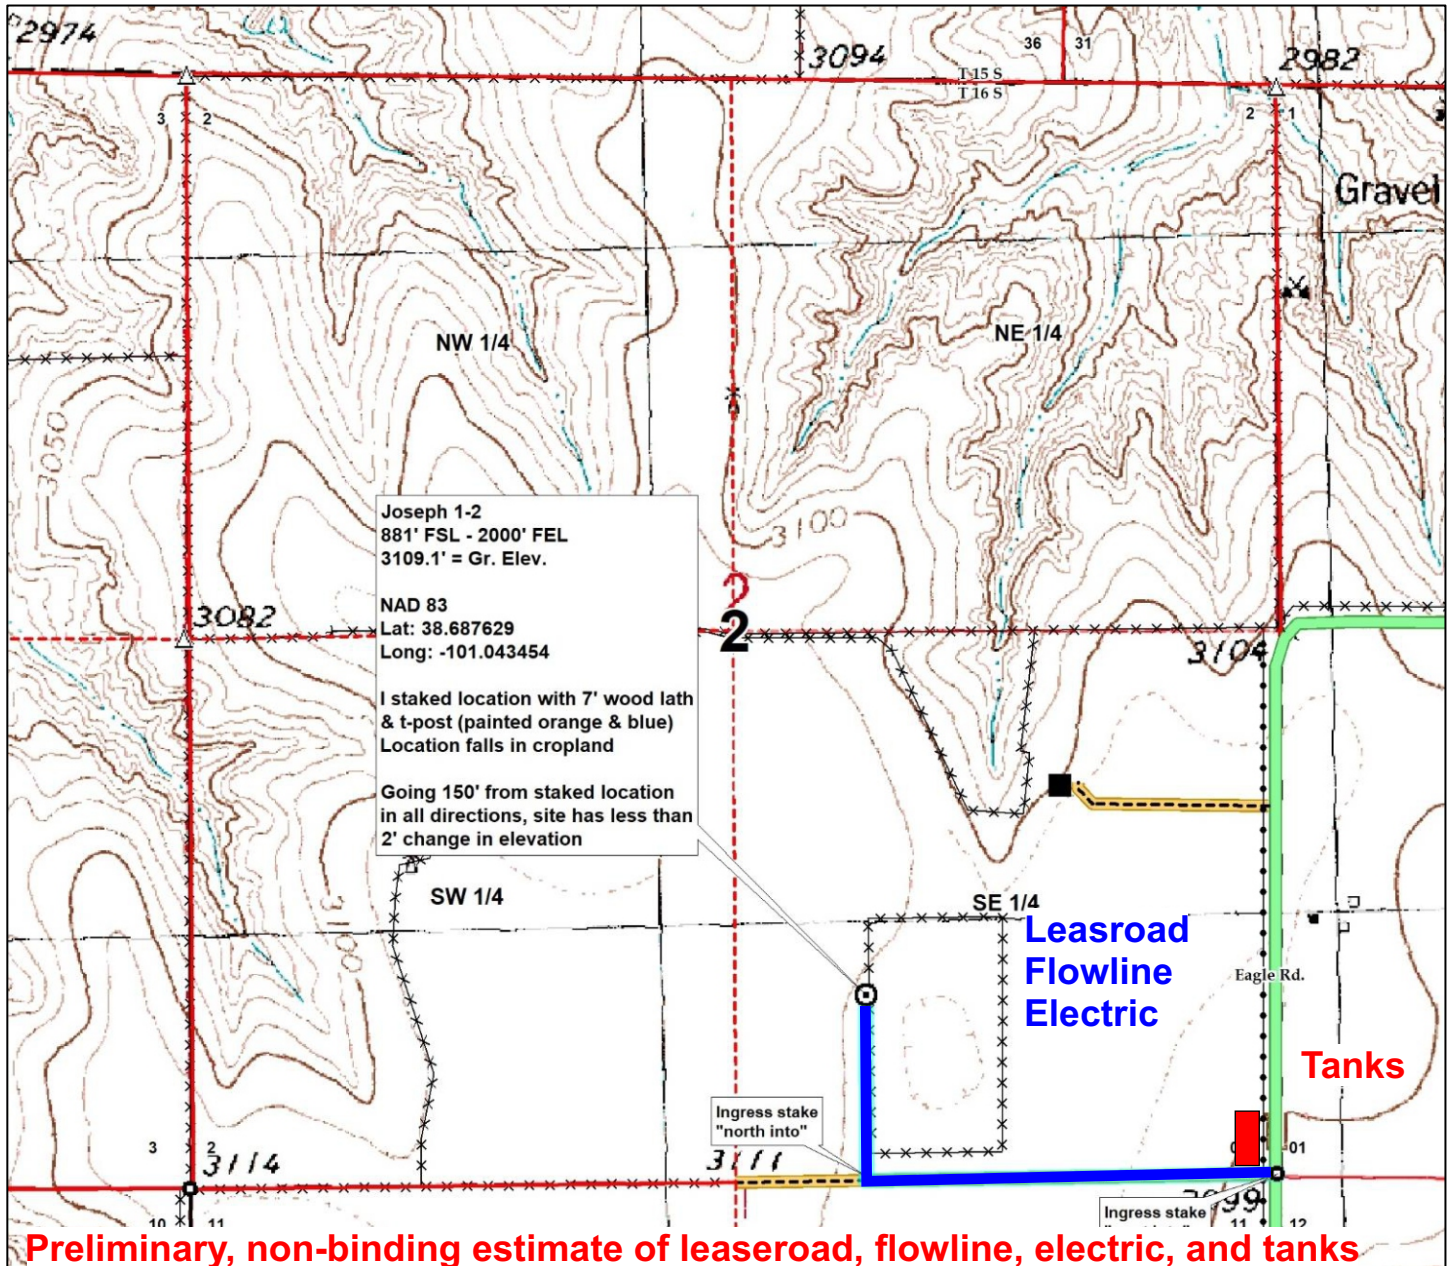 2974
3094
36 31
2982
T 15 S
T 16 S
3 2
2 1
Gravel
NW 1/4
NE 1/4
3050
Joseph 1-2
881' FSL - 2000' FEL
3109.1' = Gr. Elev.
NAD 83
Lat: 38.687629
Long: -101.043454
I staked location with 7' wood lath
& t-post (painted orange & blue)
Location falls in cropland
Going 150' from staked location
in all directions, site has less than
2' change in elevation
3100
2
2
3082
3104
SW 1/4
SE 1/4
Leasroad
Flowline
Electric
Eagle Rd.
Tanks
Ingress stake
"north into"
3 2
3114
3111
01
Ingress stake
10 11
11 12
Preliminary, non-binding estimate of leaseroad, flowline, electric, and tanks